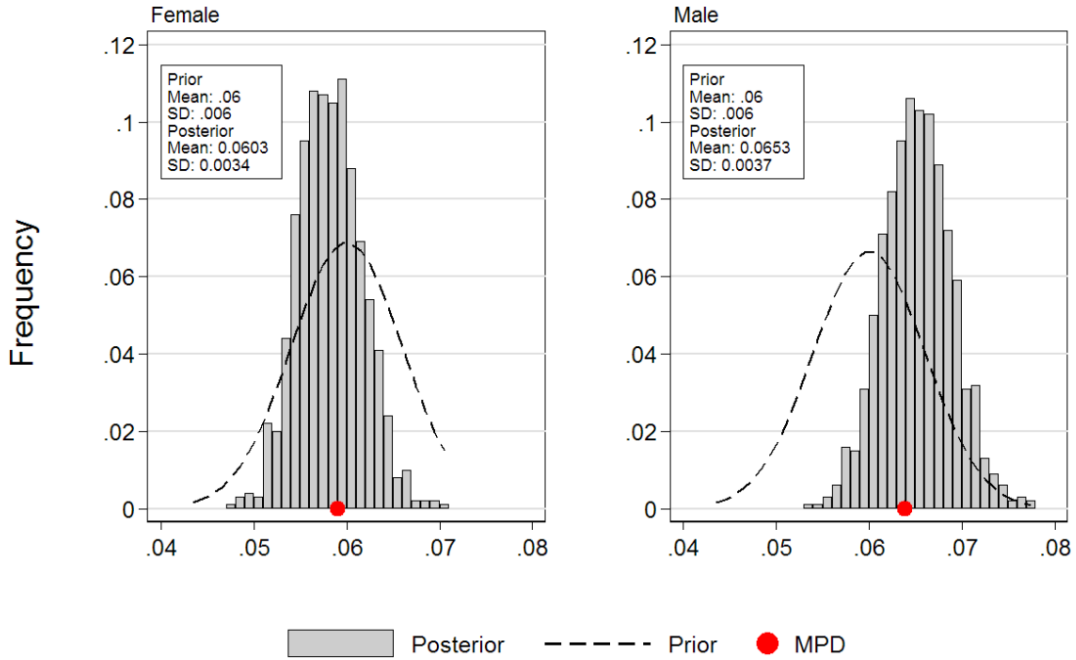 Female
Male
Frequency
.12
.1
.08
.06
.04
.02
0
Prior
Mean: .06
SD: .006
Posterior
Mean: 0.0603
SD: 0.0034
.04 .05 .06 .07 .08
.12
.1
.08
.06
.04
.02
0
Prior
Mean: .06
SD: .006
Posterior
Mean: 0.0653
SD: 0.0037
.04 .05 .06 .07 .08
Posterior Prior MPD